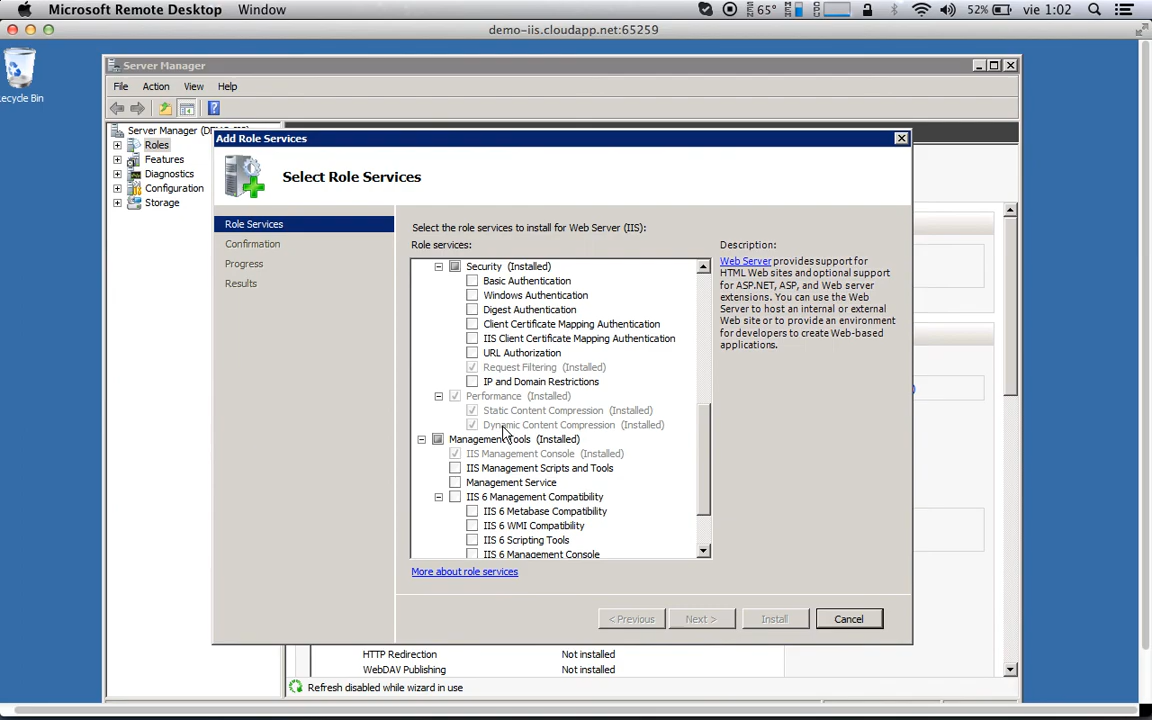 Microsoft Remote Desktop Window 65° 52% vie 1:02
demo-iis.cloudapp.net:65259
Recycle Bin
Server Manager
File Action View Help
Server Manager
Roles
Features
Diagnostics
Configuration
Storage
Add Role Services
Select Role Services
Role Services
Confirmation
Progress
Results
Select the role services to install for Web Server (IIS):
Role services:
Security (Installed)
Basic Authentication
Windows Authentication
Digest Authentication
Client Certificate Mapping Authentication
IIS Client Certificate Mapping Authentication
URL Authorization
Request Filtering (Installed)
IP and Domain Restrictions
Performance (Installed)
Static Content Compression (Installed)
Dynamic Content Compression (Installed)
Management Tools (Installed)
IIS Management Console (Installed)
IIS Management Scripts and Tools
Management Service
IIS 6 Management Compatibility
IIS 6 Metabase Compatibility
IIS 6 WMI Compatibility
IIS 6 Scripting Tools
IIS 6 Management Console
More about role services
Description:
Web Server provides support for
HTML Web sites and optional support
for ASP.NET, ASP, and Web server
extensions. You can use the Web
Server to host an internal or external
Web site or to provide an environment
for developers to create Web-based
applications.
< Previous Next > Install Cancel
HTTP Redirection Not installed
WebDAV Publishing Not installed
Refresh disabled while wizard in use